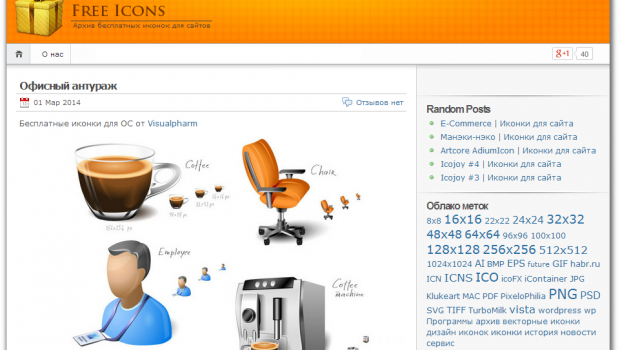 FREE ICONS
Архив бесплатных иконок для сайтов
О нас
+1 40
Офисный антураж
01 Мар 2014
Отзывов нет
Бесплатные иконки для ОС от Visualpharm
Coffee
Chair
Employee
Coffee machine
Random Posts
E-Commerce | Иконки для сайта
Манэки-нэко | Иконки для сайта
Artcore AdiumIcon | Иконки для сайта
Icojoy #4 | Иконки для сайта
Icojoy #3 | Иконки для сайта
Облако меток
8x8 16x16 22x22 24x24 32x32
48x48 64x64 96x96 100x100
128x128 256x256 512x512
1024x1024 AI BMP EPS future GIF habr.ru
ICN ICNS ICO icoFX iContainer JPG
Klukeart MAC PDF PixeloPhilia PNG PSD
SVG TIFF TurboMilk vista wordpress wp
Программы архив векторные иконки
дизайн иконок иконки история новости
сервис